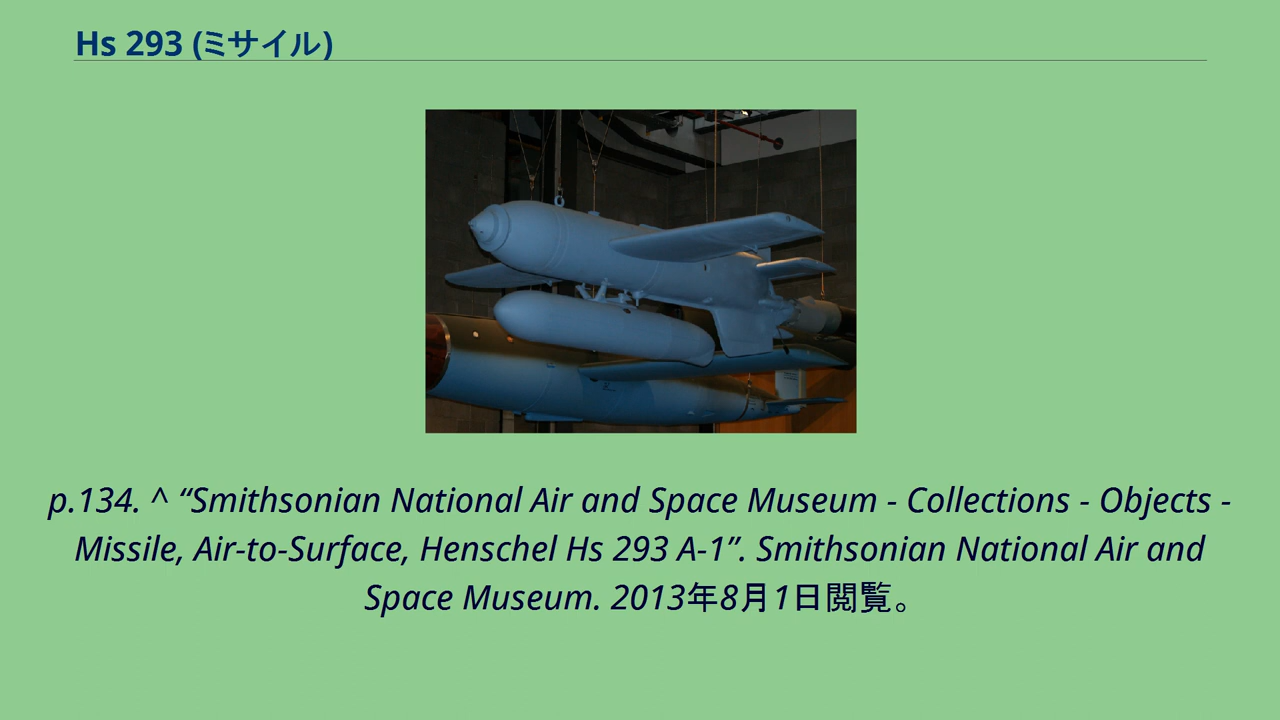 Hs 293 (ミサイル)
p.134. ^ “Smithsonian National Air and Space Museum - Collections - Objects -
Missile, Air-to-Surface, Henschel Hs 293 A-1”. Smithsonian National Air and
Space Museum. 2013年8月1日閲覧。